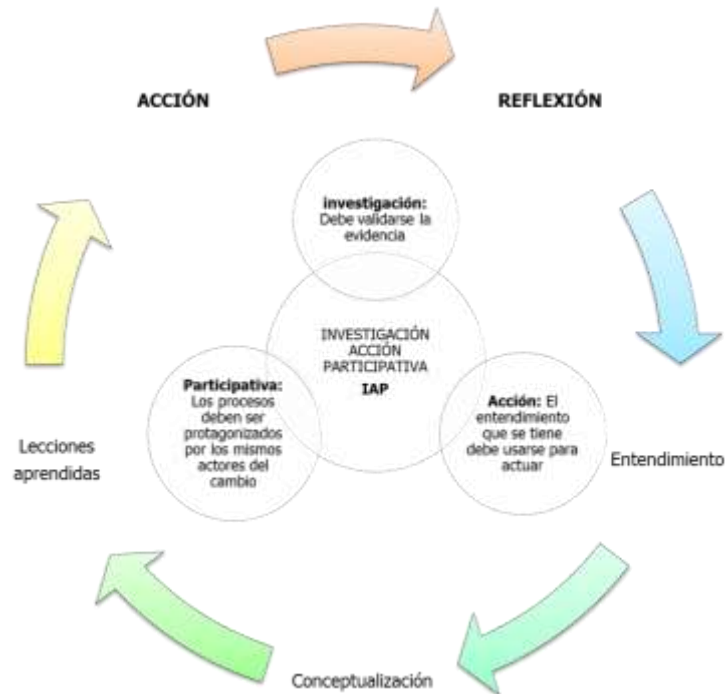 ACCIÓN
REFLEXIÓN
investigación:
Debe validarse la
evidencia
INVESTIGACIÓN
ACCIÓN
PARTICIPATIVA
IAP
Participativa:
Los procesos
deben ser
protagonizados
por los mismos
actores del
cambio
Acción: El
entendimiento
que se tiene
debe usarse para
actuar
Lecciones
aprendidas
Entendimiento
Conceptualización